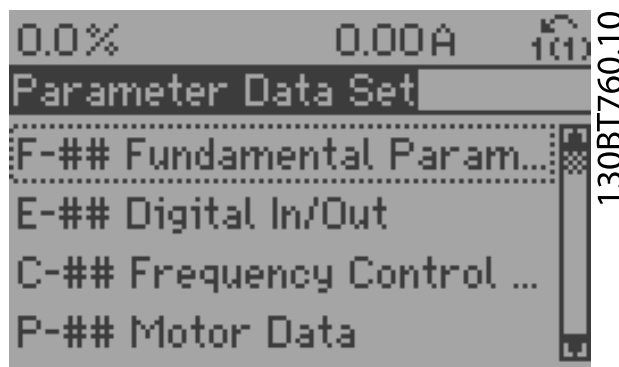 0.0% 0.00A 1(1)
Parameter Data Set
F-## Fundamental Param...
E-## Digital In/Out
C-## Frequency Control ...
P-## Motor Data
130BT760.10